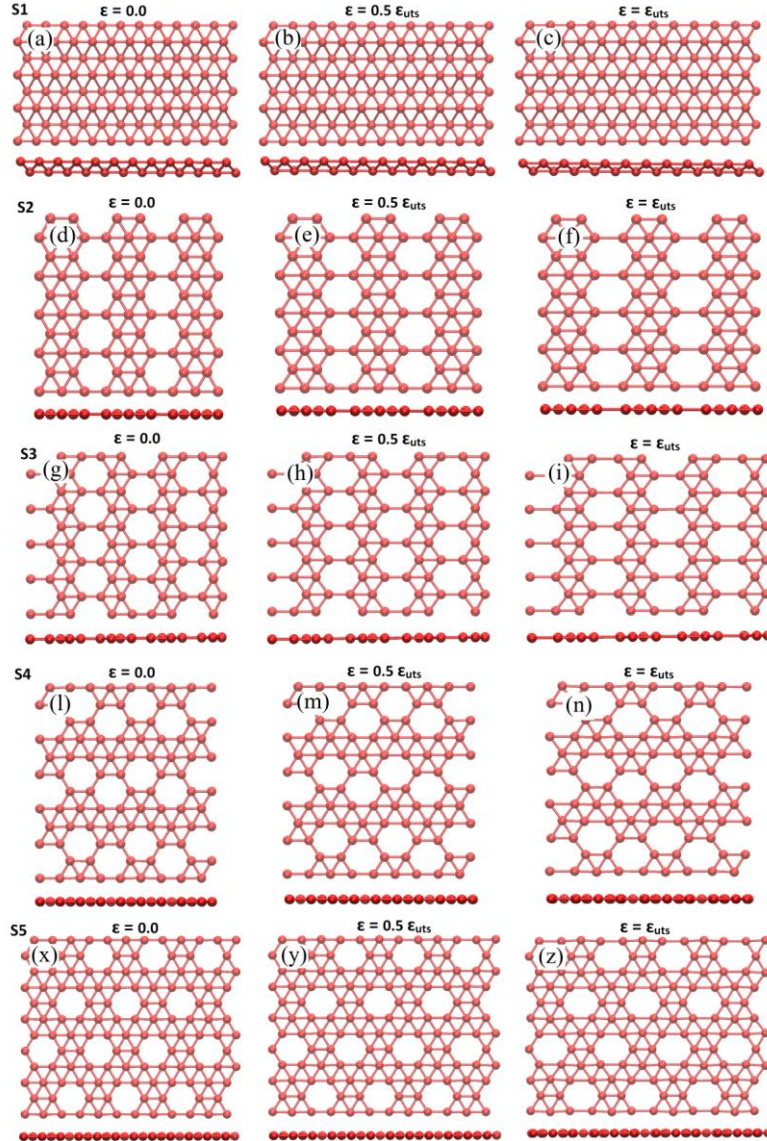 S1 ε = 0.0 ε = 0.5 εuts ε = εuts
(a) (b) (c)
S2 ε = 0.0 ε = 0.5 εuts ε = εuts
(d) (e) (f)
S3 ε = 0.0 ε = 0.5 εuts ε = εuts
(g) (h) (i)
S4 ε = 0.0 ε = 0.5 εuts ε = εuts
(l) (m) (n)
S5 ε = 0.0 ε = 0.5 εuts ε = εuts
(x) (y) (z)